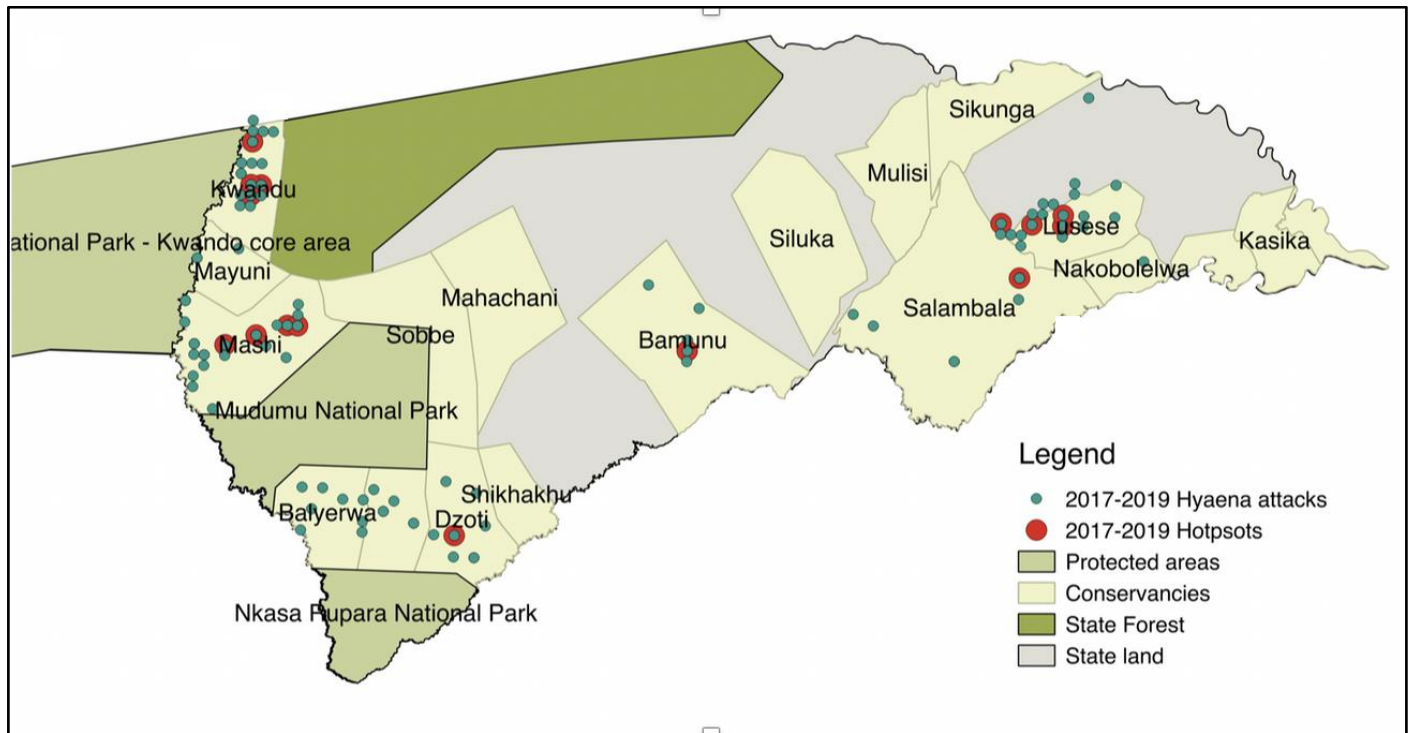 Sikunga
Mulisi
Kwandu
Lusese
ational Park - Kwando core area
Siluka
Kasika
Mayuni
Nakobolelwa
Mahachani
Salambala
Sobbe
Mashi
Bamunu
Mudumu National Park
Legend
Shikhakhu
2017-2019 Hyaena attacks
Balyerwa
Dzoti
2017-2019 Hotpsots
Protected areas
Conservancies
Nkasa Rupara National Park
State Forest
State land